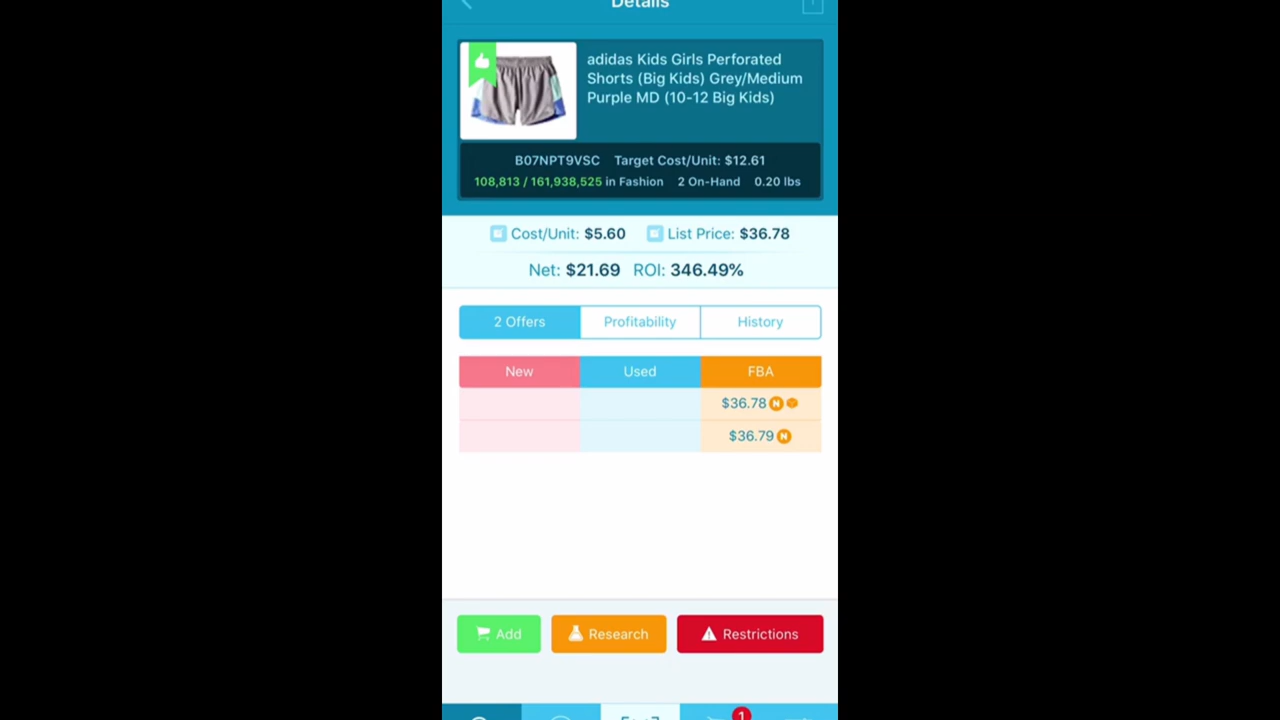 Details
adidas Kids Girls Perforated
Shorts (Big Kids) Grey/Medium
Purple MD (10-12 Big Kids)
B07NPT9VSC Target Cost/Unit: $12.61
108,813 / 161,938,525 in Fashion 2 On-Hand 0.20 lbs
Cost/Unit: $5.60 List Price: $36.78
Net: $21.69 ROI: 346.49%
2 Offers Profitability History
New Used FBA
$36.78 N
$36.79 N
Add Research Restrictions
1